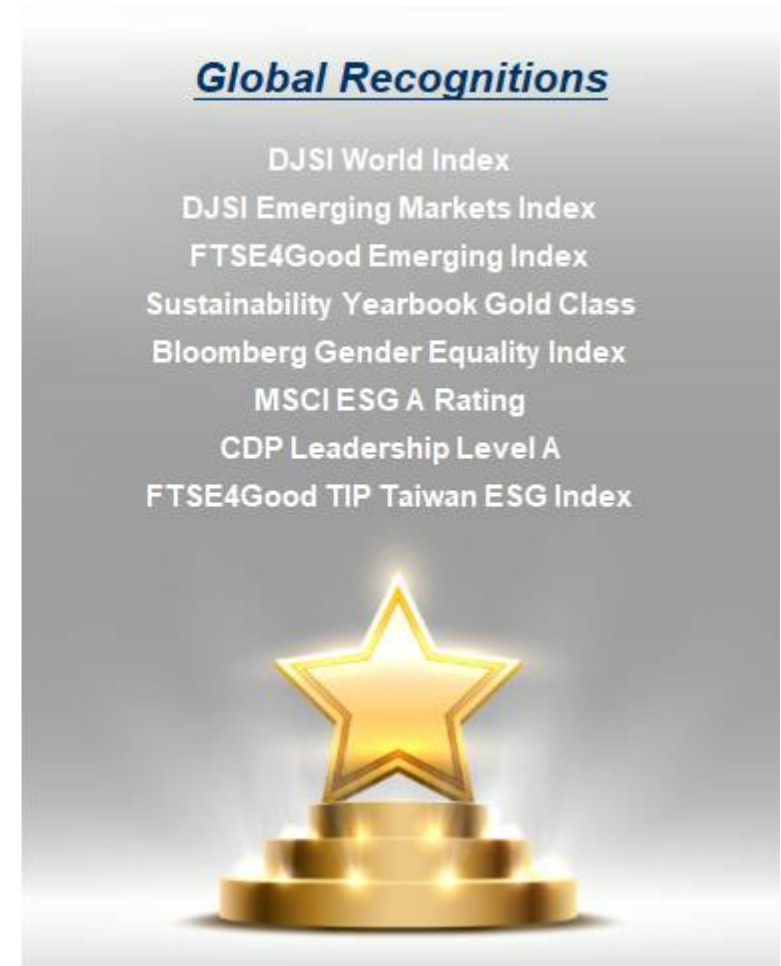 Global Recognitions
DJSI World Index
DJSI Emerging Markets Index
FTSE4Good Emerging Index
Sustainability Yearbook Gold Class
Bloomberg Gender Equality Index
MSCI ESG A Rating
CDP Leadership Level A
FTSE4Good TIP Taiwan ESG Index